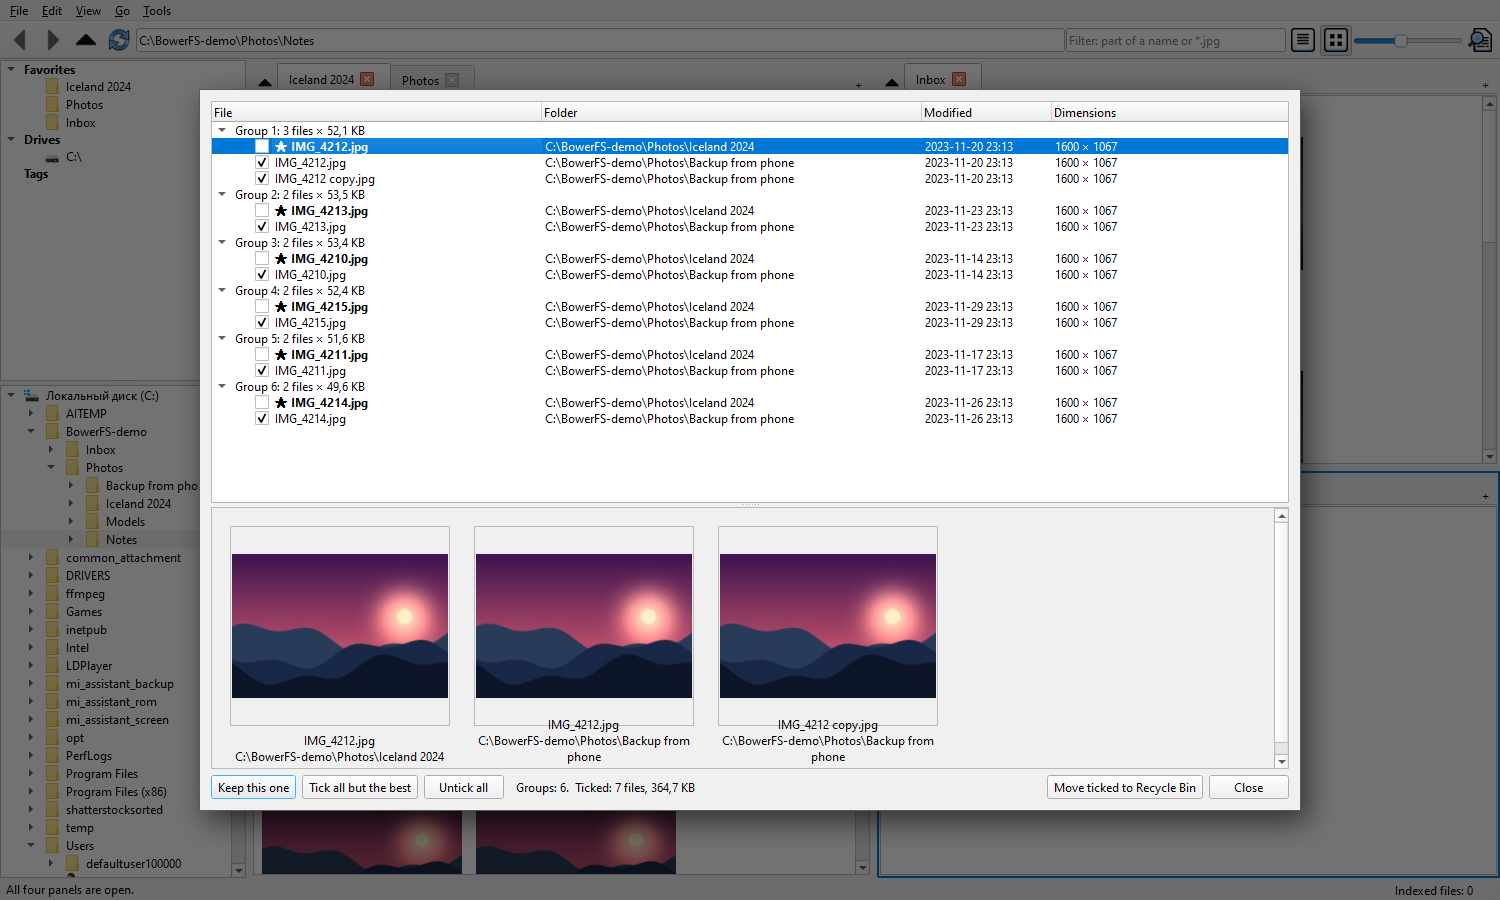 File Edit View Go Tools
C:\BowerFS-demo\Photos\Notes
Filter: part of a name or *.jpg
Favorites
Iceland 2024
Photos
Inbox
Drives
C:\
Tags
Iceland 2024
Photos
+
Inbox
+
File Folder Modified Dimensions
Group 1: 3 files × 52,1 KB
★ IMG_4212.jpg C:\BowerFS-demo\Photos\Iceland 2024 2023-11-20 23:13 1600 × 1067
IMG_4212.jpg C:\BowerFS-demo\Photos\Backup from phone 2023-11-20 23:13 1600 × 1067
IMG_4212 copy.jpg C:\BowerFS-demo\Photos\Backup from phone 2023-11-20 23:13 1600 × 1067
Group 2: 2 files × 53,5 KB
★ IMG_4213.jpg C:\BowerFS-demo\Photos\Iceland 2024 2023-11-23 23:13 1600 × 1067
IMG_4213.jpg C:\BowerFS-demo\Photos\Backup from phone 2023-11-23 23:13 1600 × 1067
Group 3: 2 files × 53,4 KB
★ IMG_4210.jpg C:\BowerFS-demo\Photos\Iceland 2024 2023-11-14 23:13 1600 × 1067
IMG_4210.jpg C:\BowerFS-demo\Photos\Backup from phone 2023-11-14 23:13 1600 × 1067
Group 4: 2 files × 52,4 KB
★ IMG_4215.jpg C:\BowerFS-demo\Photos\Iceland 2024 2023-11-29 23:13 1600 × 1067
IMG_4215.jpg C:\BowerFS-demo\Photos\Backup from phone 2023-11-29 23:13 1600 × 1067
Group 5: 2 files × 51,6 KB
★ IMG_4211.jpg C:\BowerFS-demo\Photos\Iceland 2024 2023-11-17 23:13 1600 × 1067
IMG_4211.jpg C:\BowerFS-demo\Photos\Backup from phone 2023-11-17 23:13 1600 × 1067
Group 6: 2 files × 49,6 KB
★ IMG_4214.jpg C:\BowerFS-demo\Photos\Iceland 2024 2023-11-26 23:13 1600 × 1067
IMG_4214.jpg C:\BowerFS-demo\Photos\Backup from phone 2023-11-26 23:13 1600 × 1067
Локальный диск (C:)
AITEMP
BowerFS-demo
Inbox
Photos
Backup from pho
Iceland 2024
Models
Notes
common_attachment
DRIVERS
ffmpeg
Games
inetpub
Intel
LDPlayer
mi_assistant_backup
mi_assistant_rom
mi_assistant_screen
opt
PerfLogs
Program Files
Program Files (x86)
shatterstocksorted
temp
Users
defaultuser100000
+
IMG_4212.jpg
C:\BowerFS-demo\Photos\Iceland 2024
IMG_4212.jpg
C:\BowerFS-demo\Photos\Backup from
phone
IMG_4212 copy.jpg
C:\BowerFS-demo\Photos\Backup from
phone
Keep this one Tick all but the best Untick all Groups: 6. Ticked: 7 files, 364,7 KB Move ticked to Recycle Bin Close
All four panels are open. Indexed files: 0